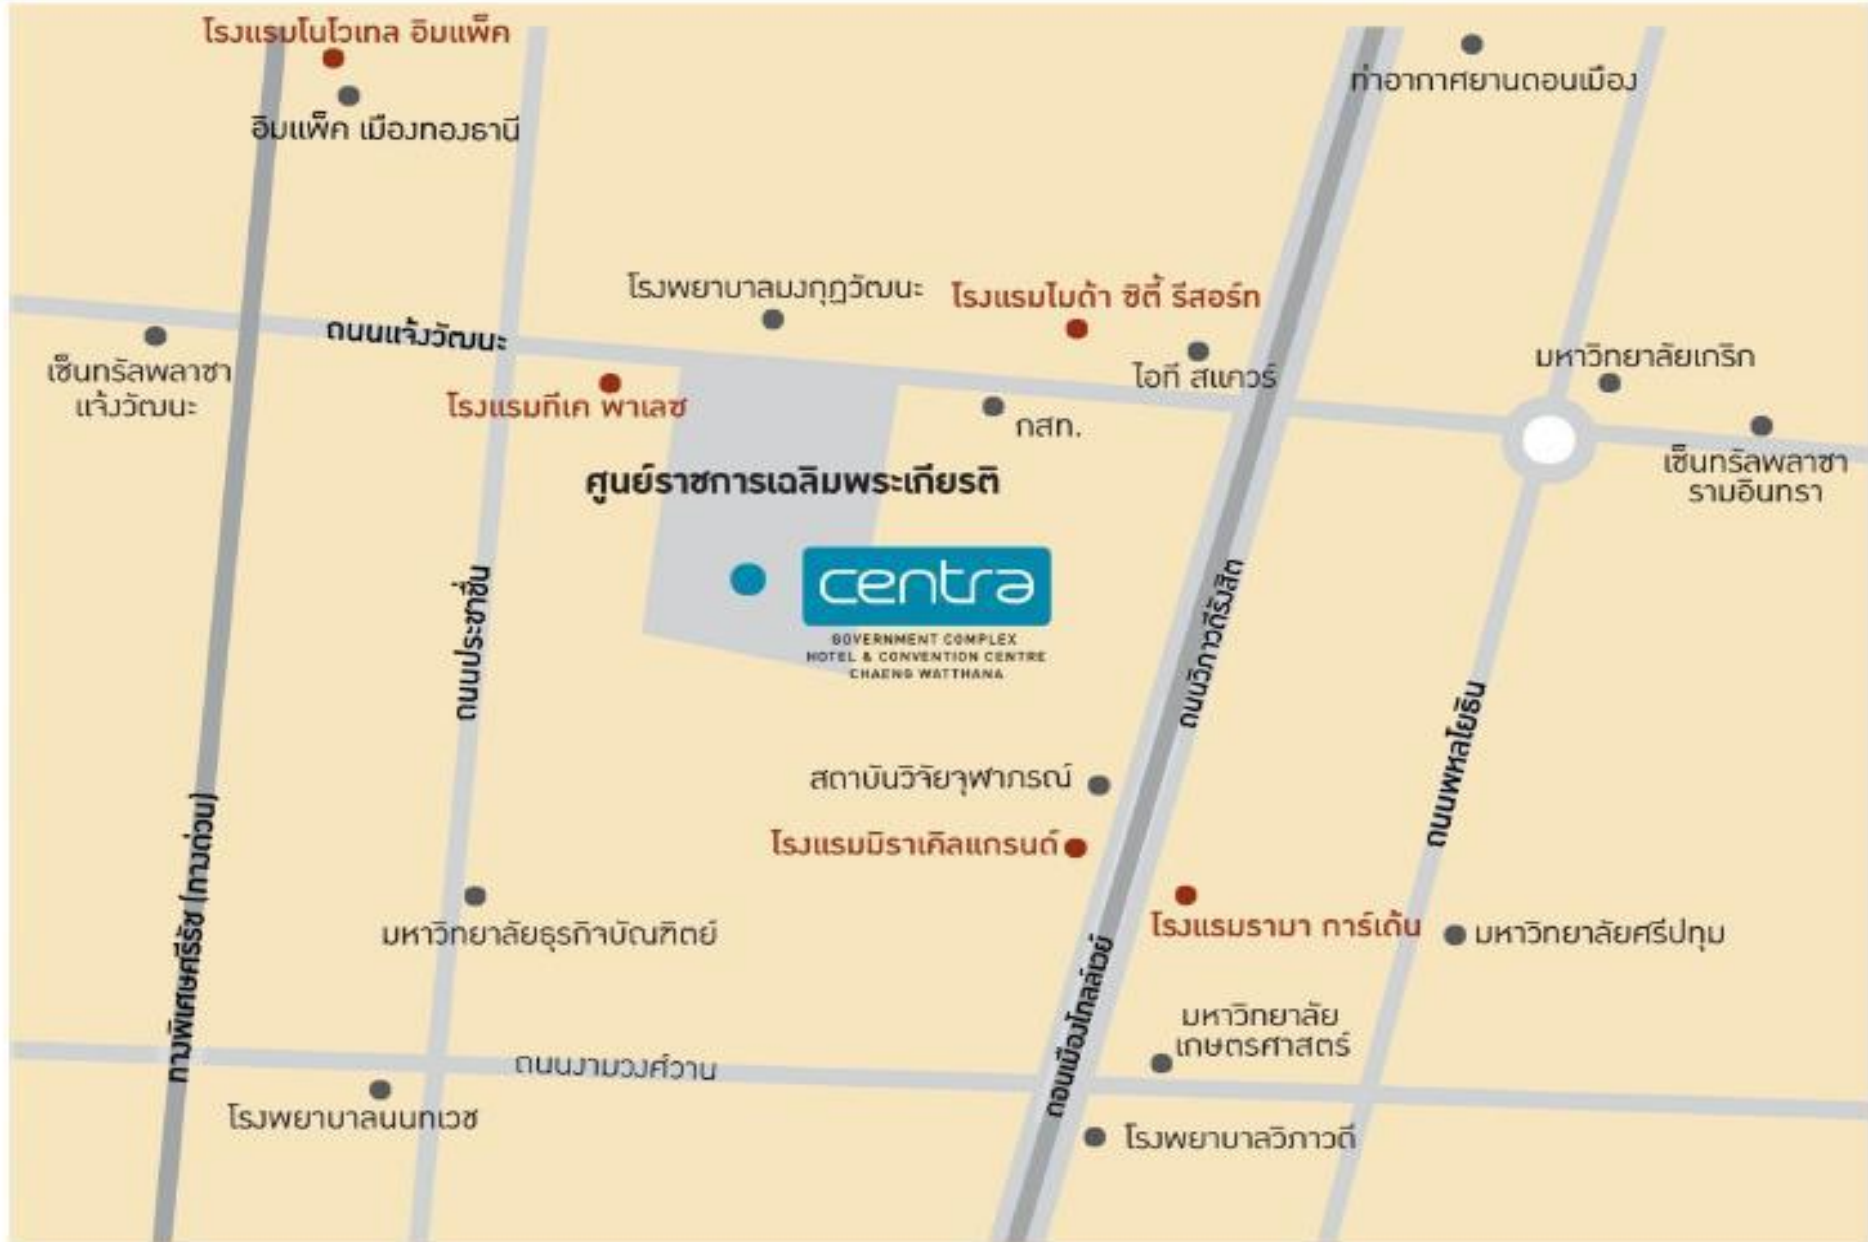 โรงแรมโนโวเทล อิมแพ็ค
อิมแพ็ค เมืองทองธานี
ท่าอากาศยานดอนเมือง
โรงพยาบาลมงกุฎวัฒนะ
โรงแรมไมด้า ซิตี้ รีสอร์ท
ถนนแจ้งวัฒนะ
เซ็นทรัลพลาซา
แจ้งวัฒนะ
โรงแรมทีเค พาเลซ
ไอที สแควร์
กสท.
มหาวิทยาลัยเกริก
เซ็นทรัลพลาซา
รามอินทรา
ศูนย์ราชการเฉลิมพระเกียรติ
centra
GOVERNMENT COMPLEX
HOTEL & CONVENTION CENTRE
CHAENG WATTHANA
ถนนประชาชื่น
ถนนวิภาวดีรังสิต
ถนนพหลโยธิน
สถาบันวิจัยจุฬาภรณ์
โรงแรมมิราเคิลแกรนด์
ทางพิเศษศรีรัช (ทางด่วน)
มหาวิทยาลัยธุรกิจบัณฑิตย์
โรงแรมรามา การ์เด้น
มหาวิทยาลัยศรีปทุม
ดอนเมืองโทลล์เวย์
มหาวิทยาลัย
เกษตรศาสตร์
ถนนงามวงศ์วาน
โรงพยาบาลนนทเวช
โรงพยาบาลวิภาวดี